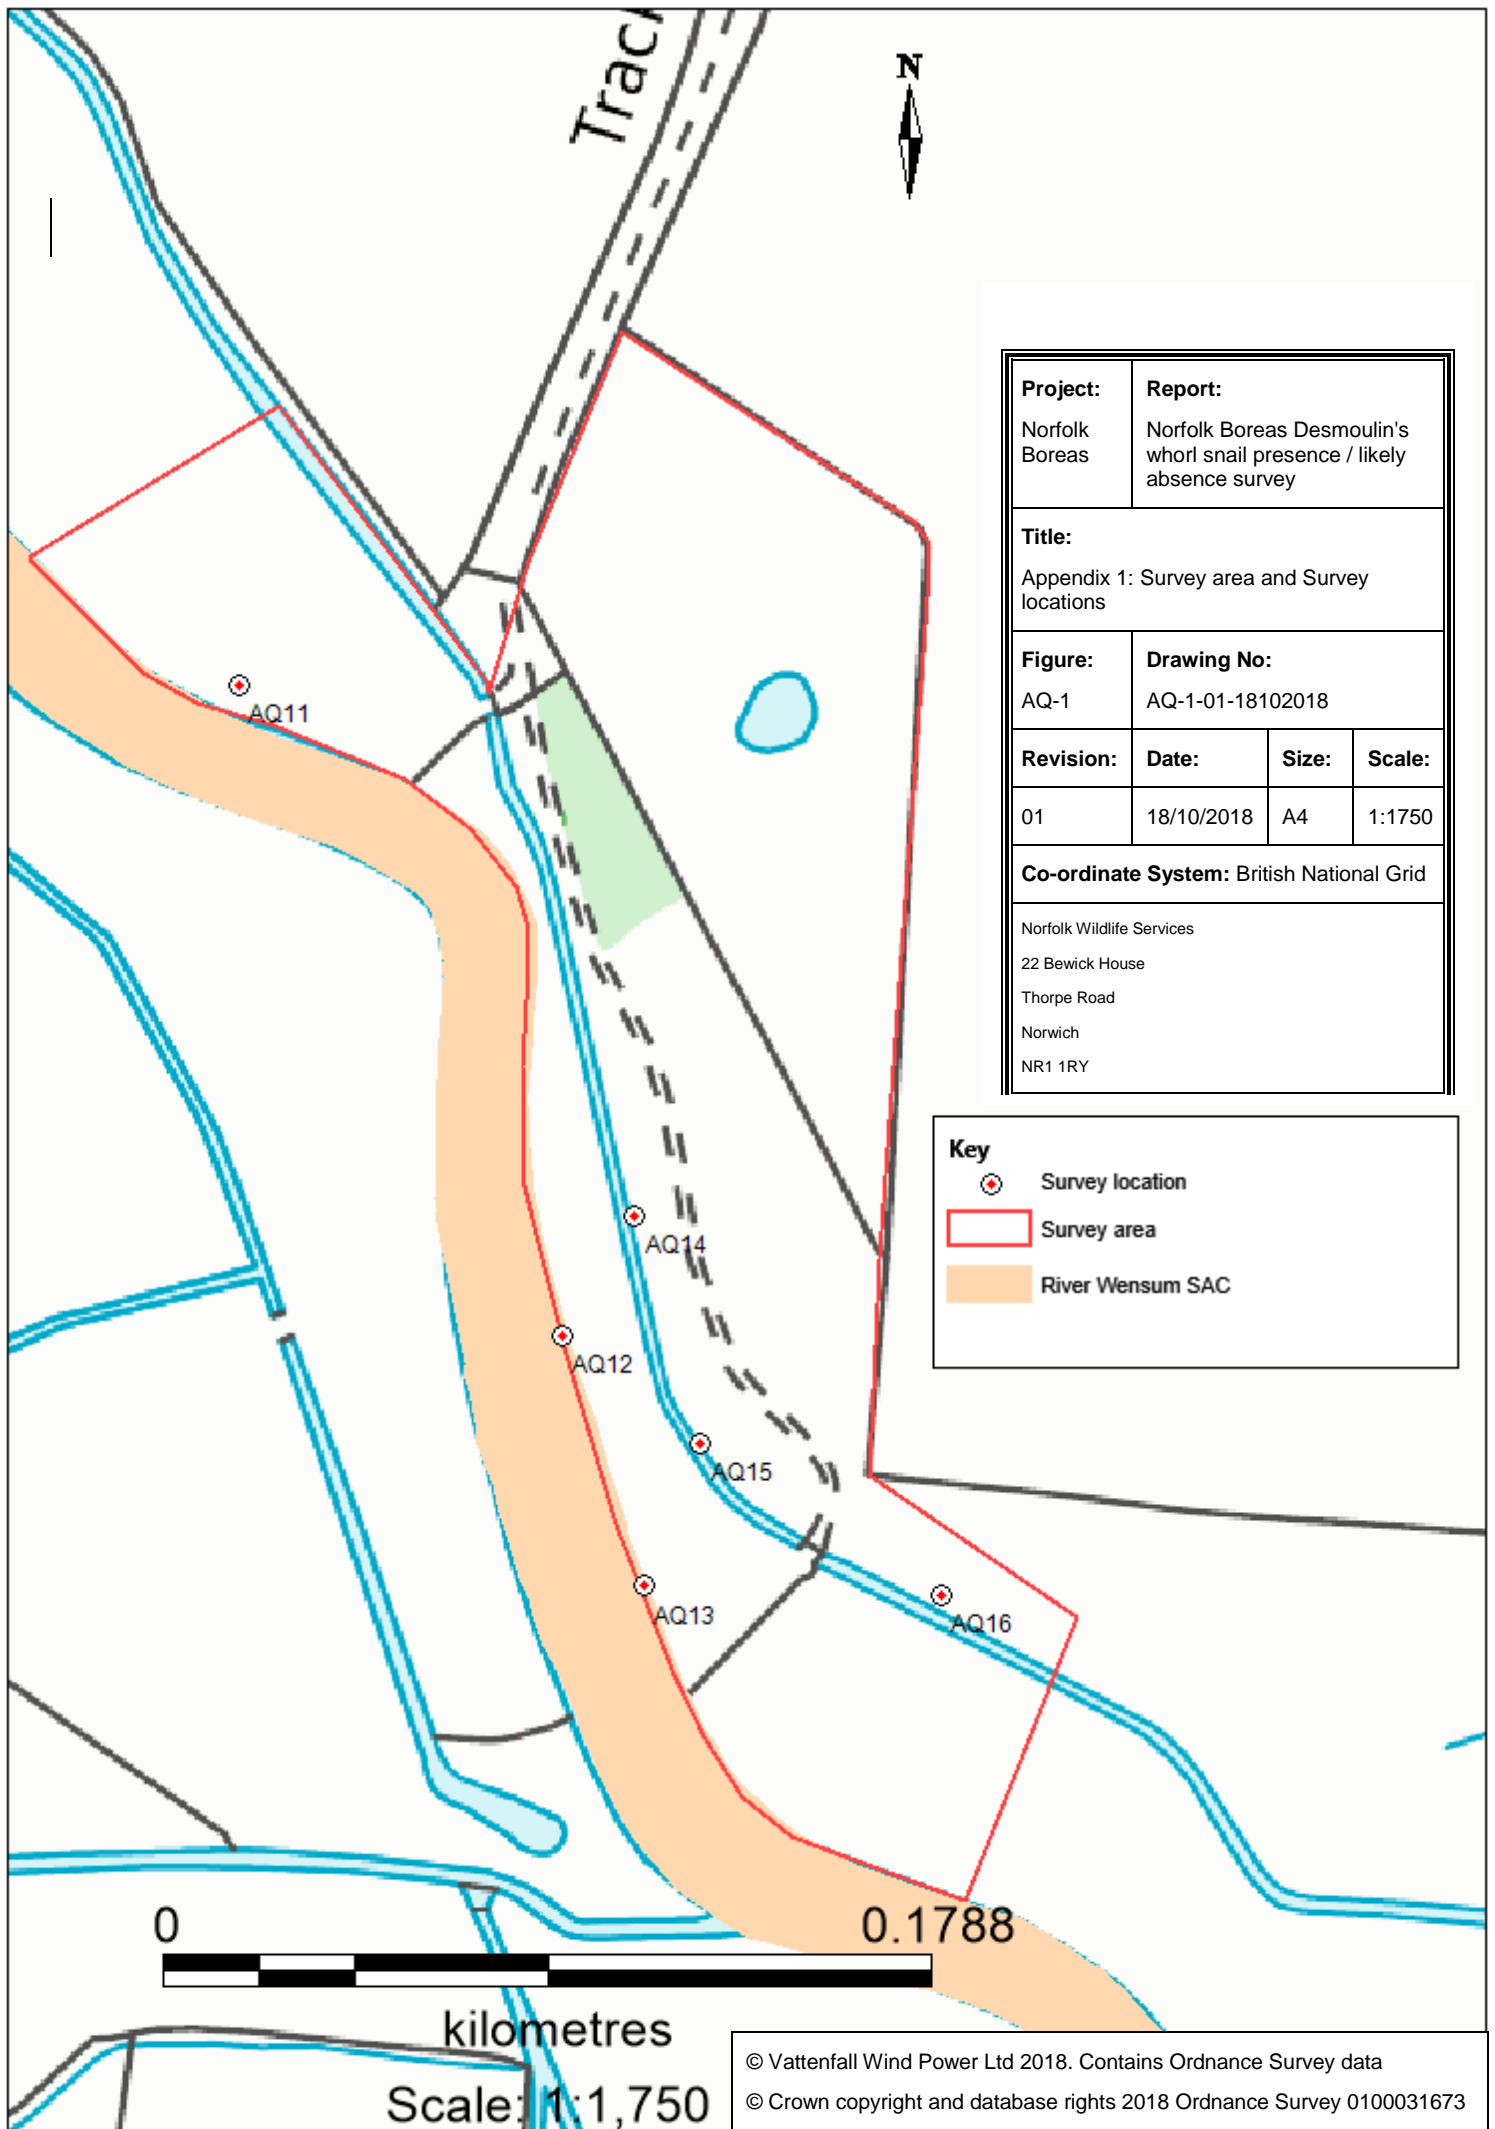 Track
N
Project:
Report:
Norfolk
Boreas
Norfolk Boreas Desmoulin's
whorl snail presence / likely
absence survey
Title:
Appendix 1: Survey area and Survey
locations
Figure:
Drawing No:
AQ-1
AQ-1-01-18102018
Revision:
Date:
Size:
Scale:
01
18/10/2018
A4
1:1750
Co-ordinate System: British National Grid
Norfolk Wildlife Services
22 Bewick House
Thorpe Road
Norwich
NR1 1RY
Key
Survey location
Survey area
River Wensum SAC
AQ11
AQ14
AQ12
AQ15
AQ13
AQ16
0
0.1788
kilometres
Scale: 1:1,750
© Vattenfall Wind Power Ltd 2018. Contains Ordnance Survey data
© Crown copyright and database rights 2018 Ordnance Survey 0100031673